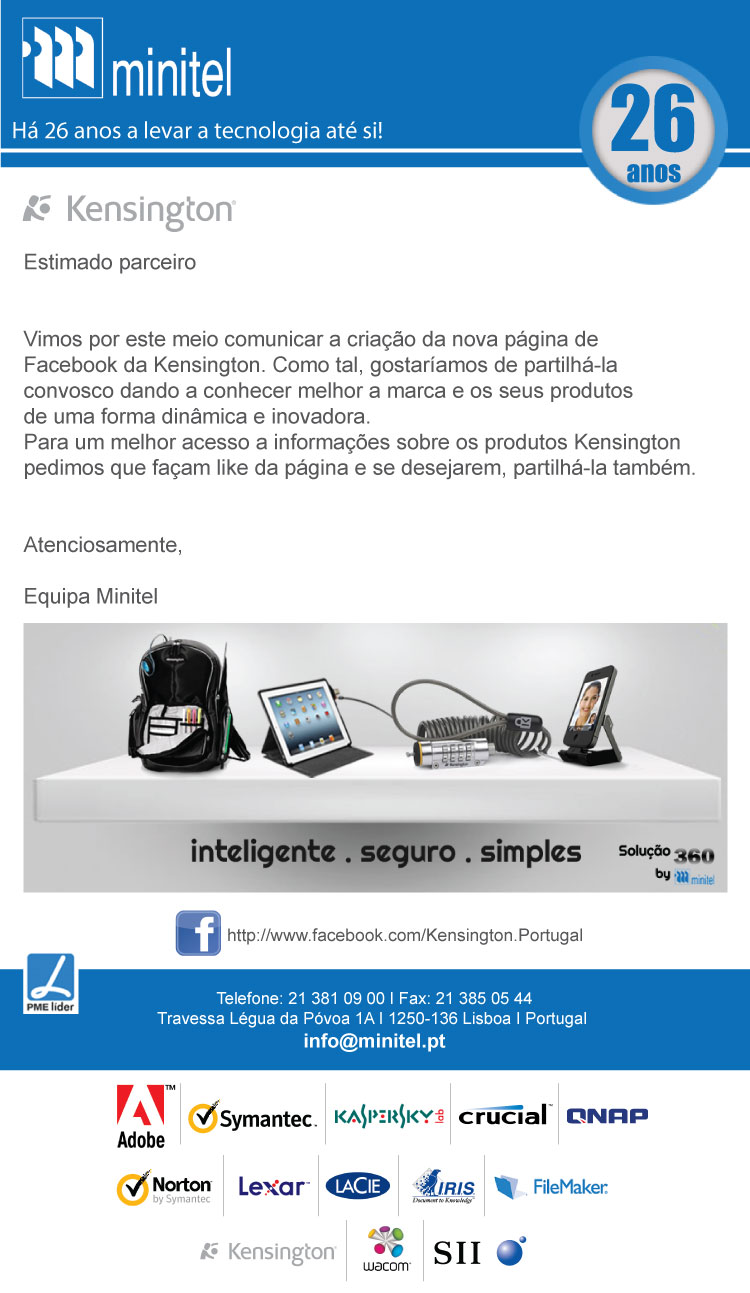 minitel
Há 26 anos a levar a tecnologia até si!
26
anos
Kensington
Estimado parceiro
Vimos por este meio comunicar a criação da nova página de
Facebook da Kensington. Como tal, gostaríamos de partilhá-la
convosco dando a conhecer melhor a marca e os seus produtos
de uma forma dinâmica e inovadora.
Para um melhor acesso a informações sobre os produtos Kensington
pedimos que façam like da página e se desejarem, partilhá-la também.
Atenciosamente,
Equipa Minitel
Kensington
inteligente . seguro . simples
Solução 360
by minitel
f
http://www.facebook.com/Kensington.Portugal
PME líder
Telefone: 21 381 09 00 I Fax: 21 385 05 44
Travessa Légua da Póvoa 1A I 1250-136 Lisboa I Portugal
info@minitel.pt
Adobe™
Symantec.
KASPERSKY lab
crucial™
QNAP
Norton
by Symantec
Lexar™
LACIE
IRIS
Document to Knowledge
FileMaker
Kensington
wacom
SII